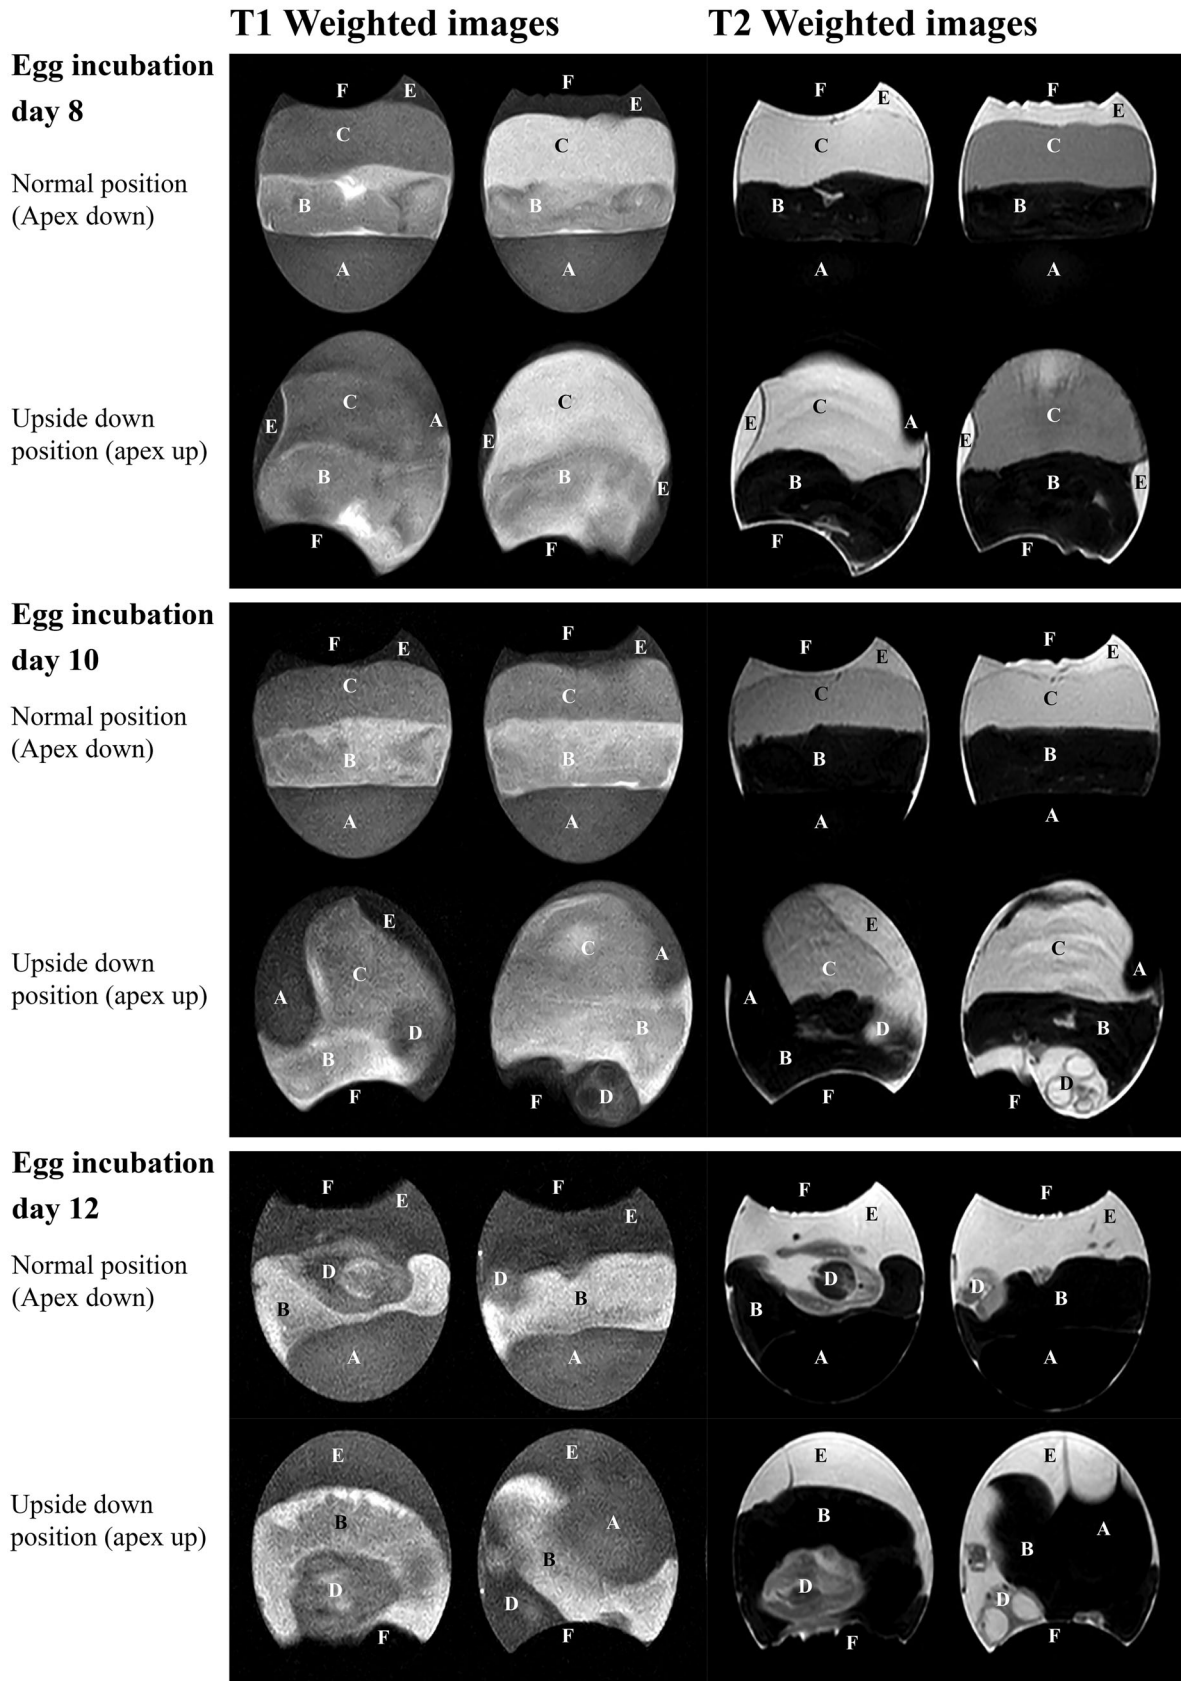 T1 Weighted images T2 Weighted images
Egg incubation
day 8
F E F E F E F E
C C C C
Normal position
(Apex down)
B B B B
A A A A
Upside down
position (apex up)
C C C C
E A E A E
B B B B
E E
F F F F
Egg incubation
day 10
F E F E F E F E
C C C C
Normal position
(Apex down)
B B B B
A A A A
Upside down
position (apex up)
E E
C C C C
A A A A
D B D B
B B
F F D F F D
Egg incubation
day 12
F E F E F E F E
Normal position
(Apex down)
D D D D
B B B B
A A A A
E E E E
Upside down
position (apex up)
B A B A
B B
D D D D
F F F F